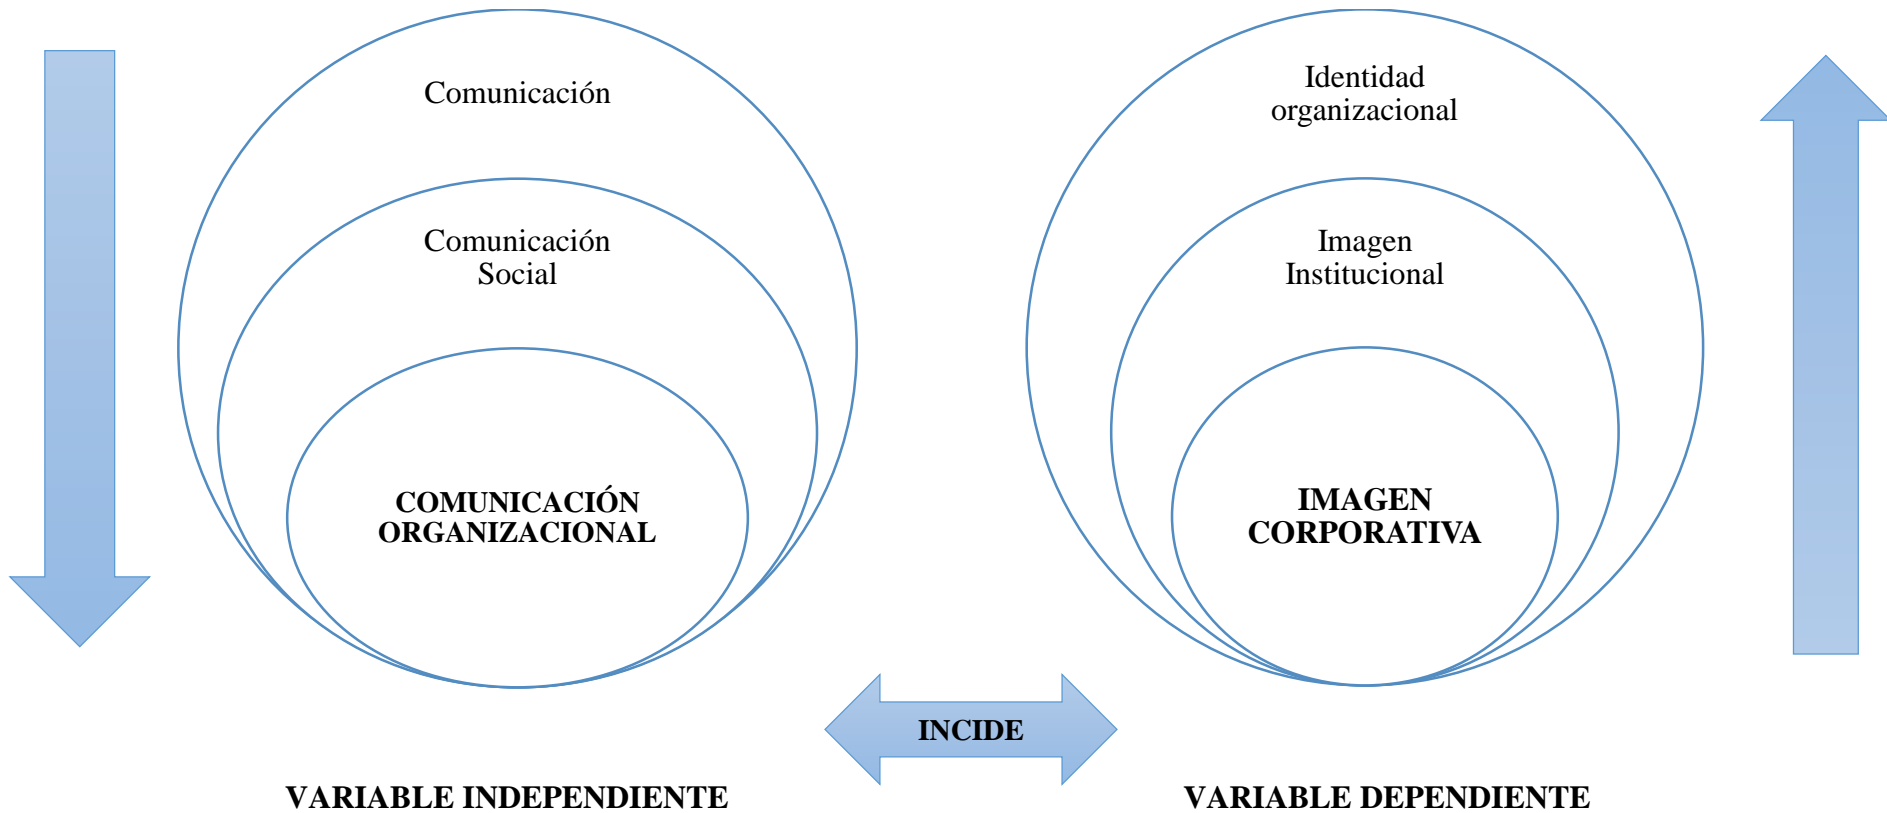 Comunicación
Comunicación
Social
COMUNICACIÓN
ORGANIZACIONAL
Identidad
organizacional
Imagen
Institucional
IMAGEN
CORPORATIVA
INCIDE
VARIABLE INDEPENDIENTE
VARIABLE DEPENDIENTE